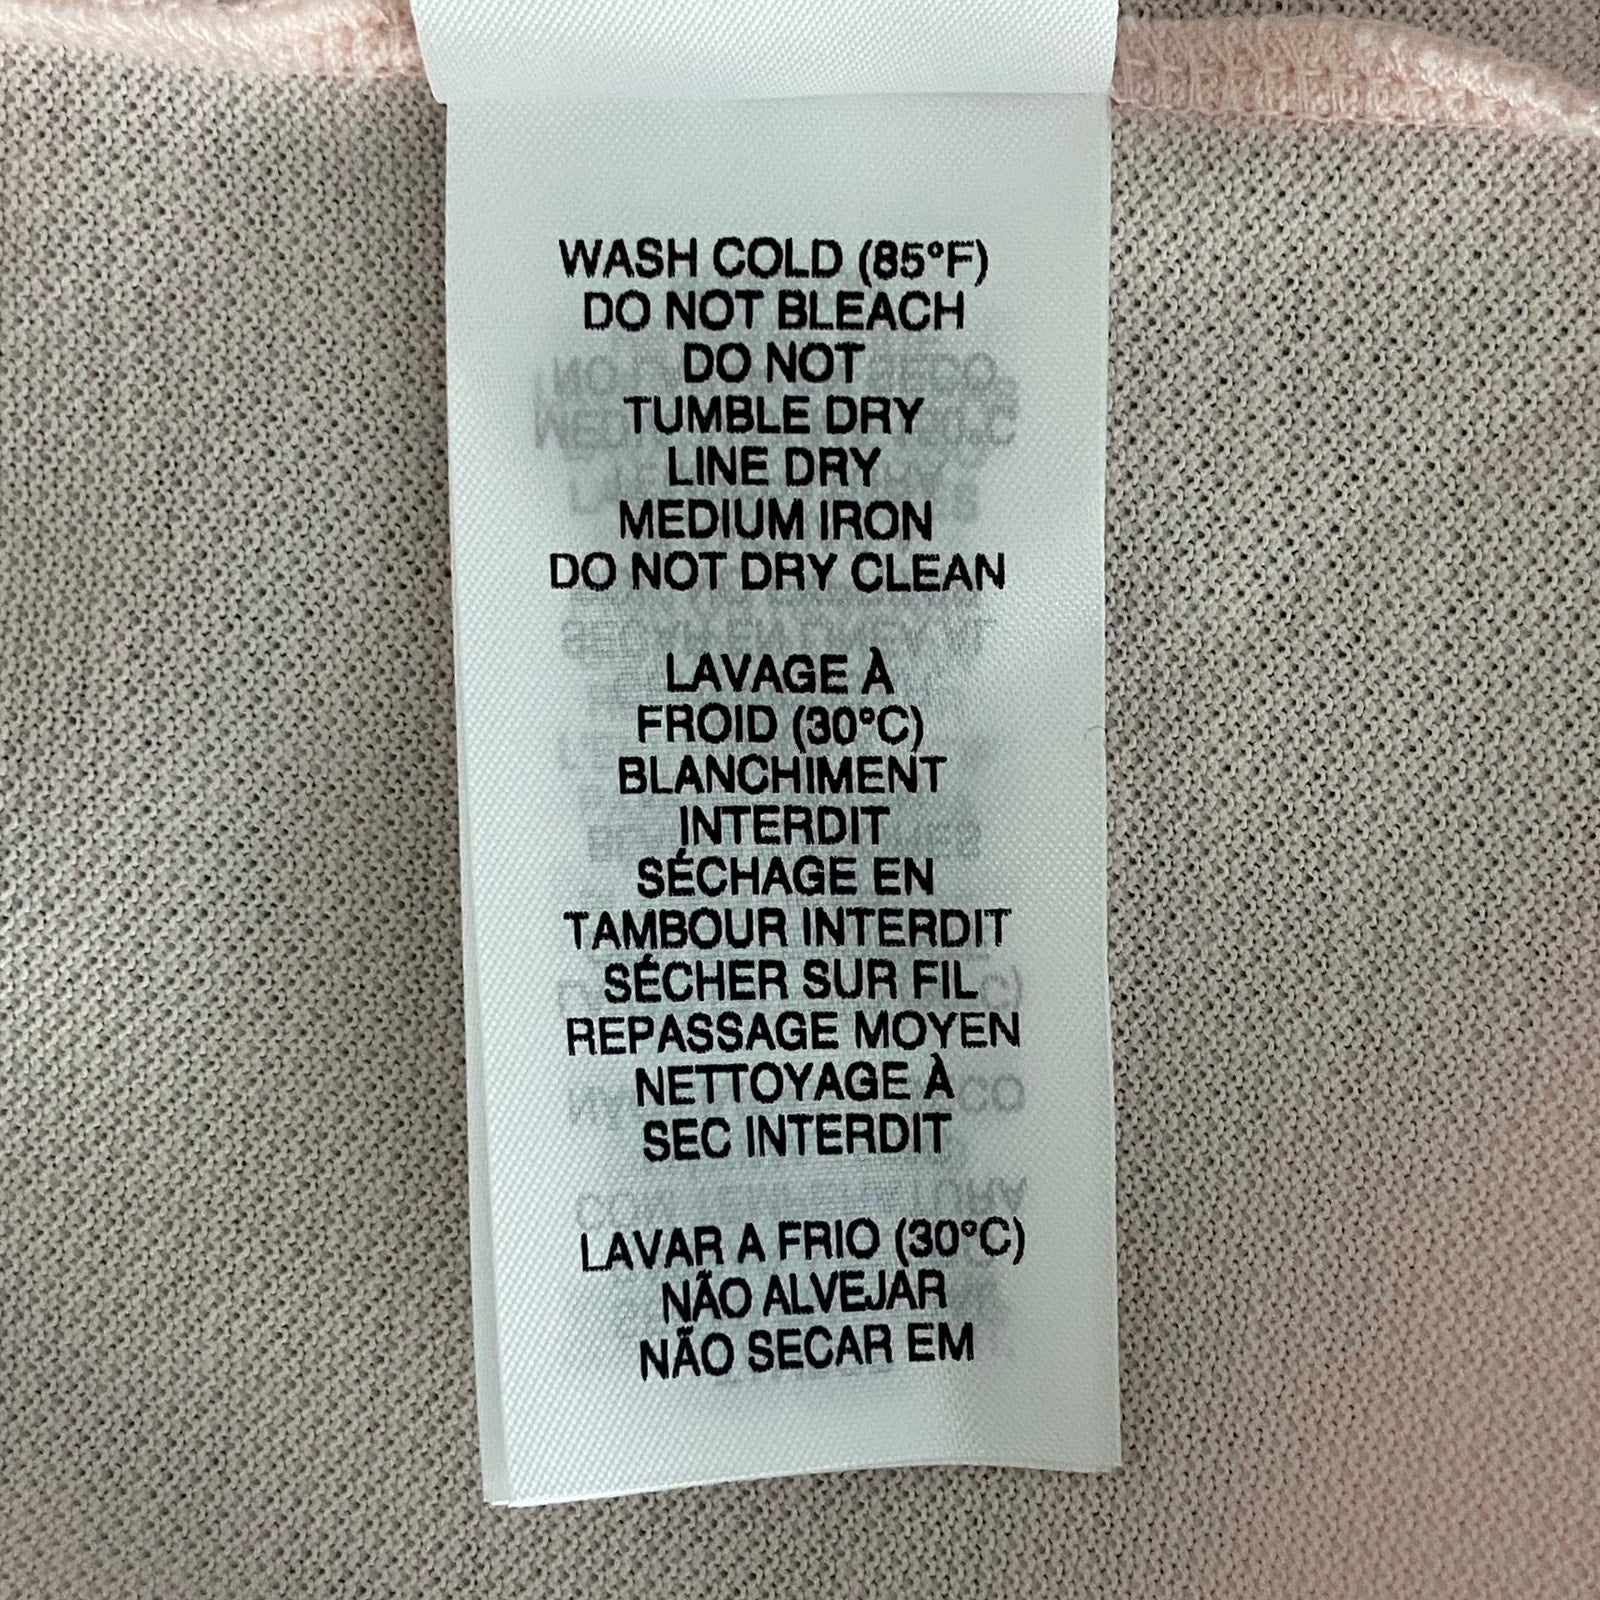 WASH COLD (85°F)
DO NOT BLEACH
DO NOT
TUMBLE DRY
LINE DRY
MEDIUM IRON
DO NOT DRY CLEAN
LAVAGE À
FROID (30°C)
BLANCHIMENT
INTERDIT
SÉCHAGE EN
TAMBOUR INTERDIT
SÉCHER SUR FIL
REPASSAGE MOYEN
NETTOYAGE À
SEC INTERDIT
LAVAR A FRIO (30°C)
NÃO ALVEJAR
NÃO SECAR EM